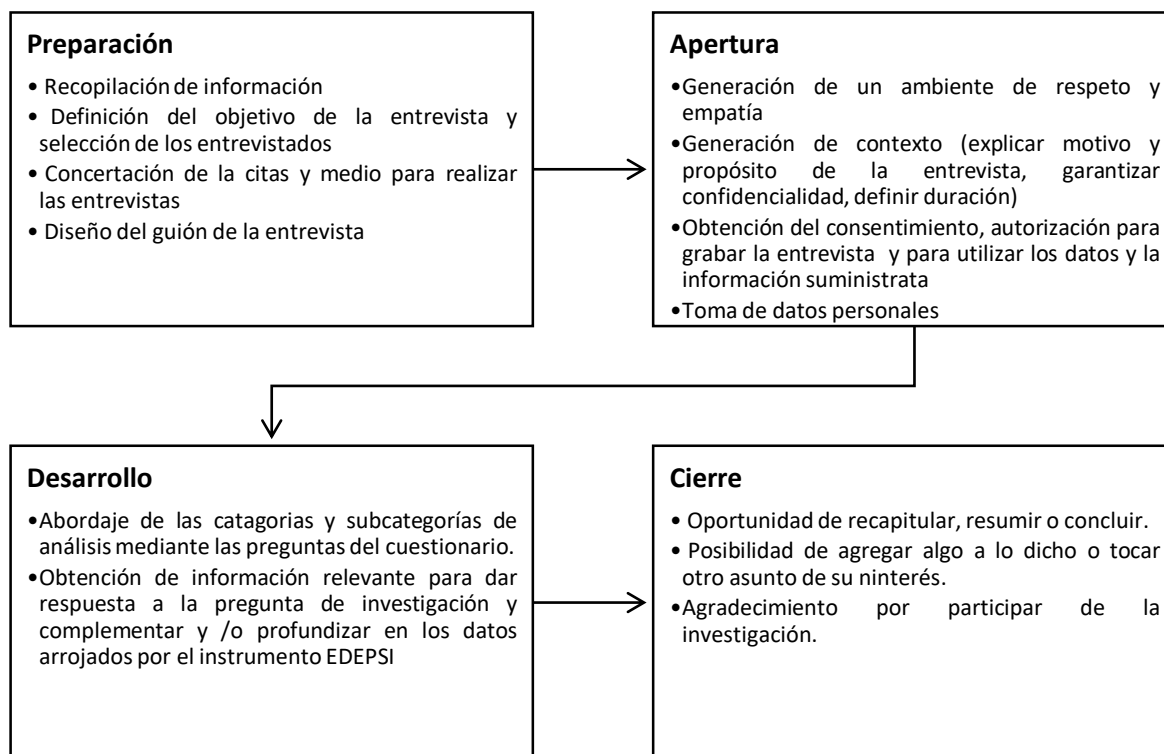 Preparación
• Recopilación de información
• Definición del objetivo de la entrevista y
selección de los entrevistados
• Concertación de la citas y medio para realizar
las entrevistas
• Diseño del guión de la entrevista
Apertura
•Generación de un ambiente de respeto y
empatía
•Generación de contexto (explicar motivo y
propósito de la entrevista, garantizar
confidencialidad, definir duración)
•Obtención del consentimiento, autorización para
grabar la entrevista y para utilizar los datos y la
información suministrata
•Toma de datos personales
Desarrollo
•Abordaje de las catagorias y subcategorías de
análisis mediante las preguntas del cuestionario.
•Obtención de información relevante para dar
respuesta a la pregunta de investigación y
complementar y /o profundizar en los datos
arrojados por el instrumento EDEPSI
Cierre
• Oportunidad de recapitular, resumir o concluir.
• Posibilidad de agregar algo a lo dicho o tocar
otro asunto de su ninterés.
•Agradecimiento por participar de la
investigación.